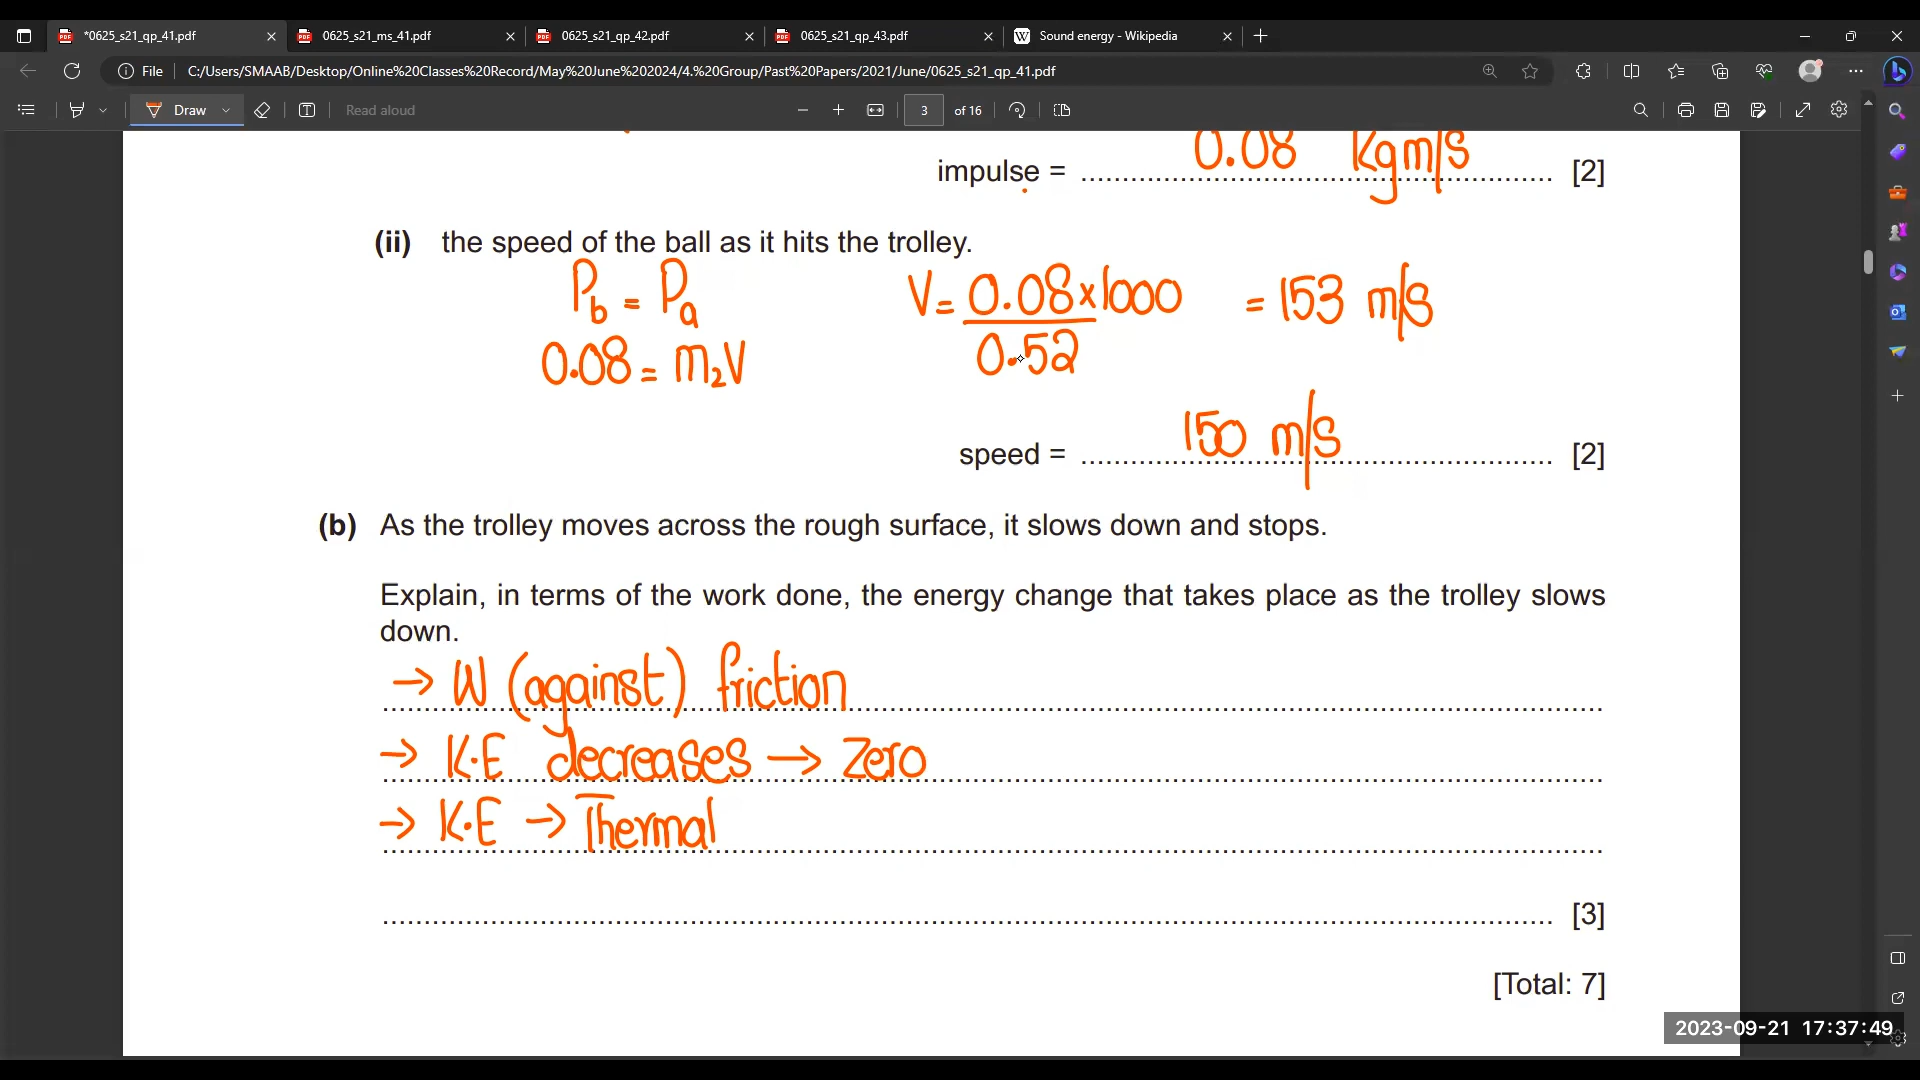 *0625_s21_qp_41.pdf
0625_s21_ms_41.pdf
0625_s21_qp_42.pdf
0625_s21_qp_43.pdf
Sound energy - Wikipedia
File
C:/Users/SMAAB/Desktop/Online%20Classes%20Record/May%20June%202024/4.%20Group/Past%20Papers/2021/June/0625_s21_qp_41.pdf
Draw
Read aloud
3 of 16
impulse = 0.08 Kgm/s [2]
(ii) the speed of the ball as it hits the trolley.
Pb = Pa
0.08 = m2V
V = 0.08 x 1000 = 153 m/s
0.52
speed = 150 m/s [2]
(b) As the trolley moves across the rough surface, it slows down and stops.
Explain, in terms of the work done, the energy change that takes place as the trolley slows
down.
→ W (against) friction
→ K.E decreases → Zero
→ K.E → Thermal
[3]
[Total: 7]
2023-09-21 17:37:49